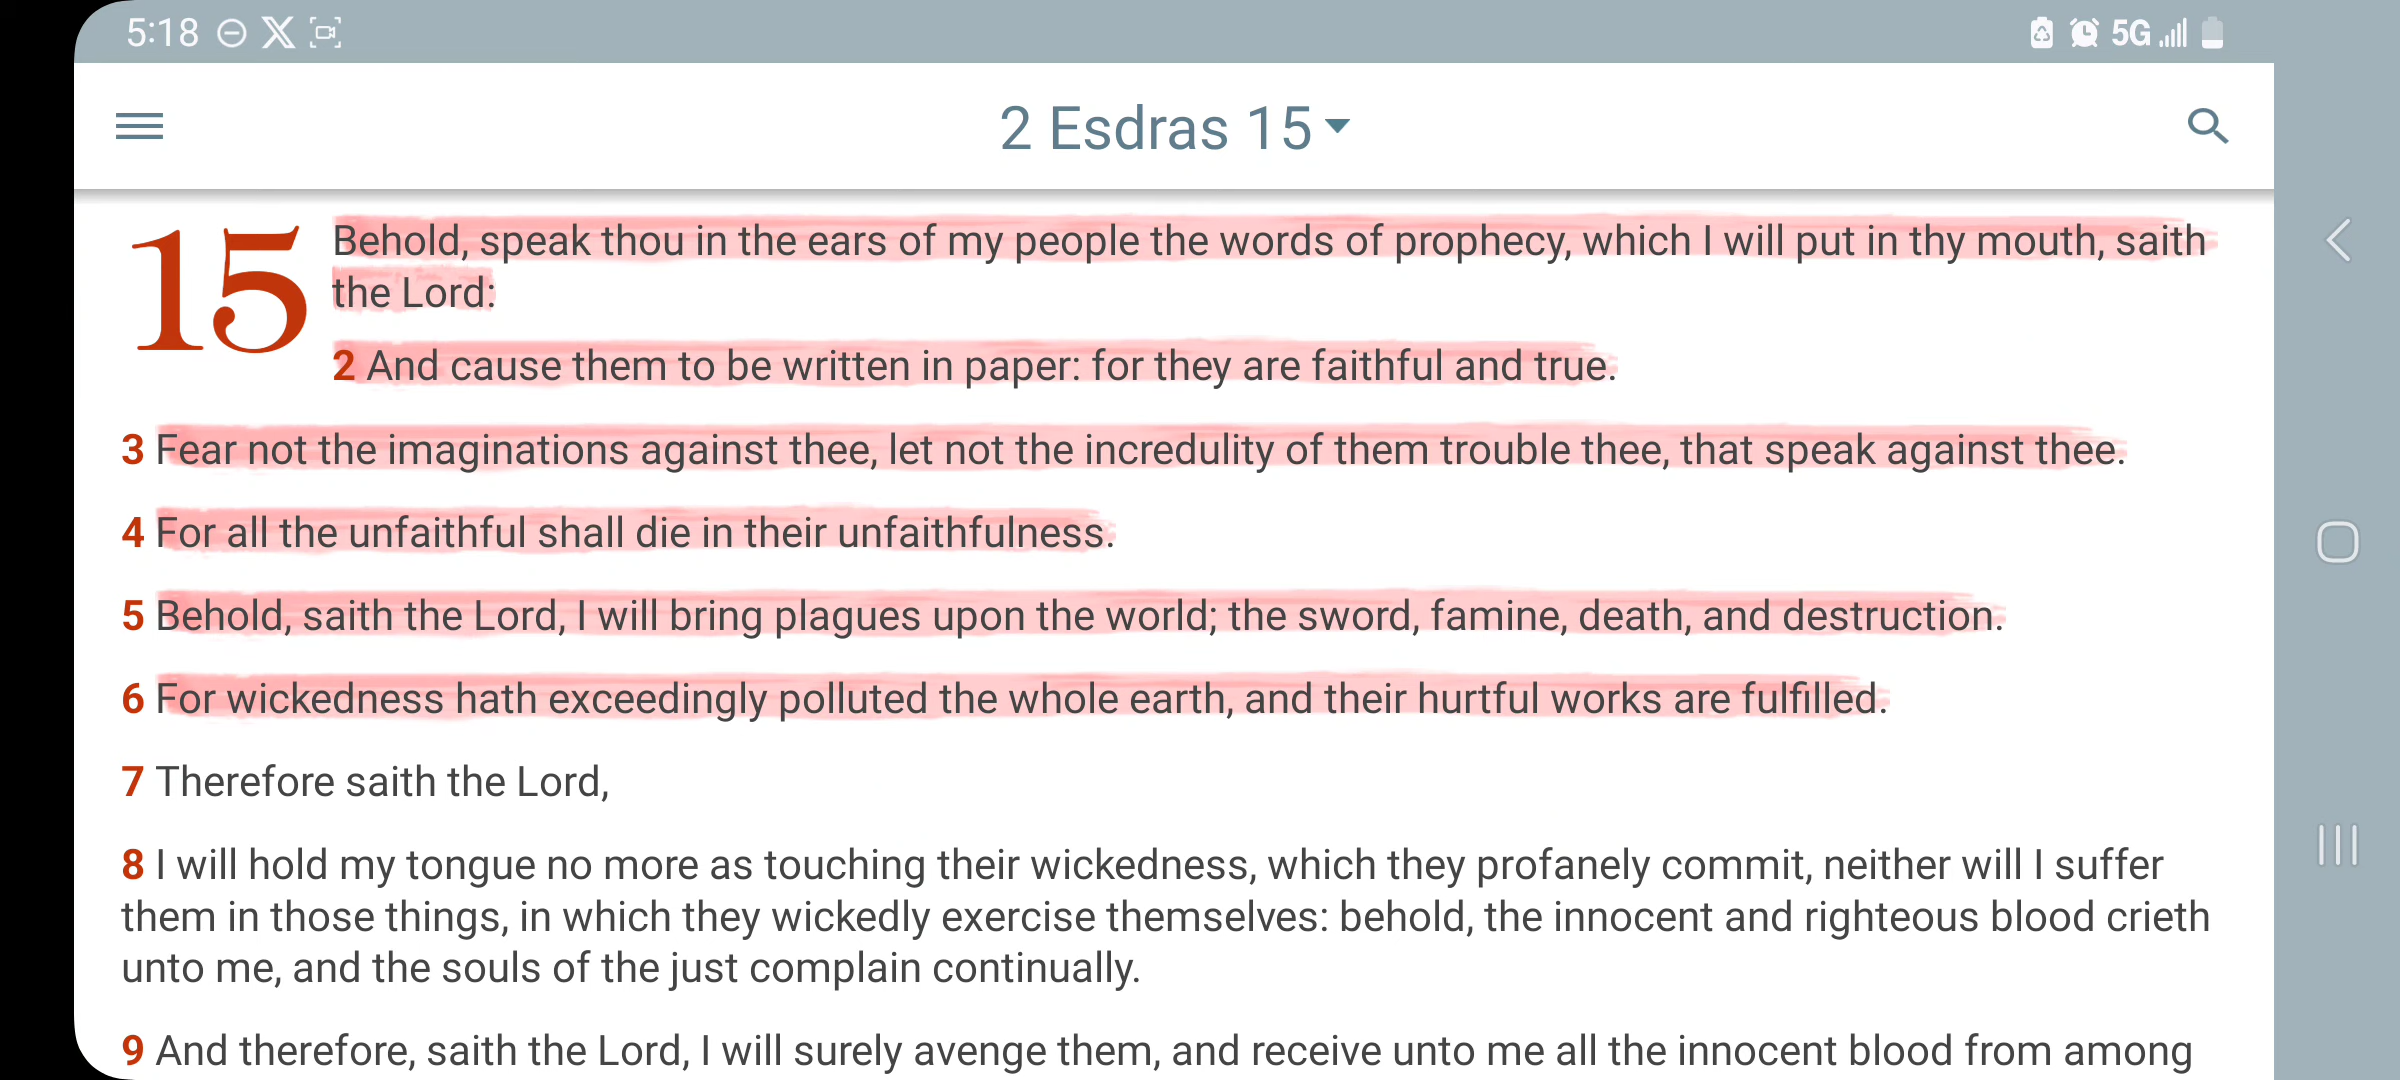 5:18
5G
2 Esdras 15
15 Behold, speak thou in the ears of my people the words of prophecy, which I will put in thy mouth, saith
the Lord:
2 And cause them to be written in paper: for they are faithful and true.
3 Fear not the imaginations against thee, let not the incredulity of them trouble thee, that speak against thee.
4 For all the unfaithful shall die in their unfaithfulness.
5 Behold, saith the Lord, I will bring plagues upon the world; the sword, famine, death, and destruction.
6 For wickedness hath exceedingly polluted the whole earth, and their hurtful works are fulfilled.
7 Therefore saith the Lord,
8 I will hold my tongue no more as touching their wickedness, which they profanely commit, neither will I suffer
them in those things, in which they wickedly exercise themselves: behold, the innocent and righteous blood crieth
unto me, and the souls of the just complain continually.
9 And therefore, saith the Lord, I will surely avenge them, and receive unto me all the innocent blood from among